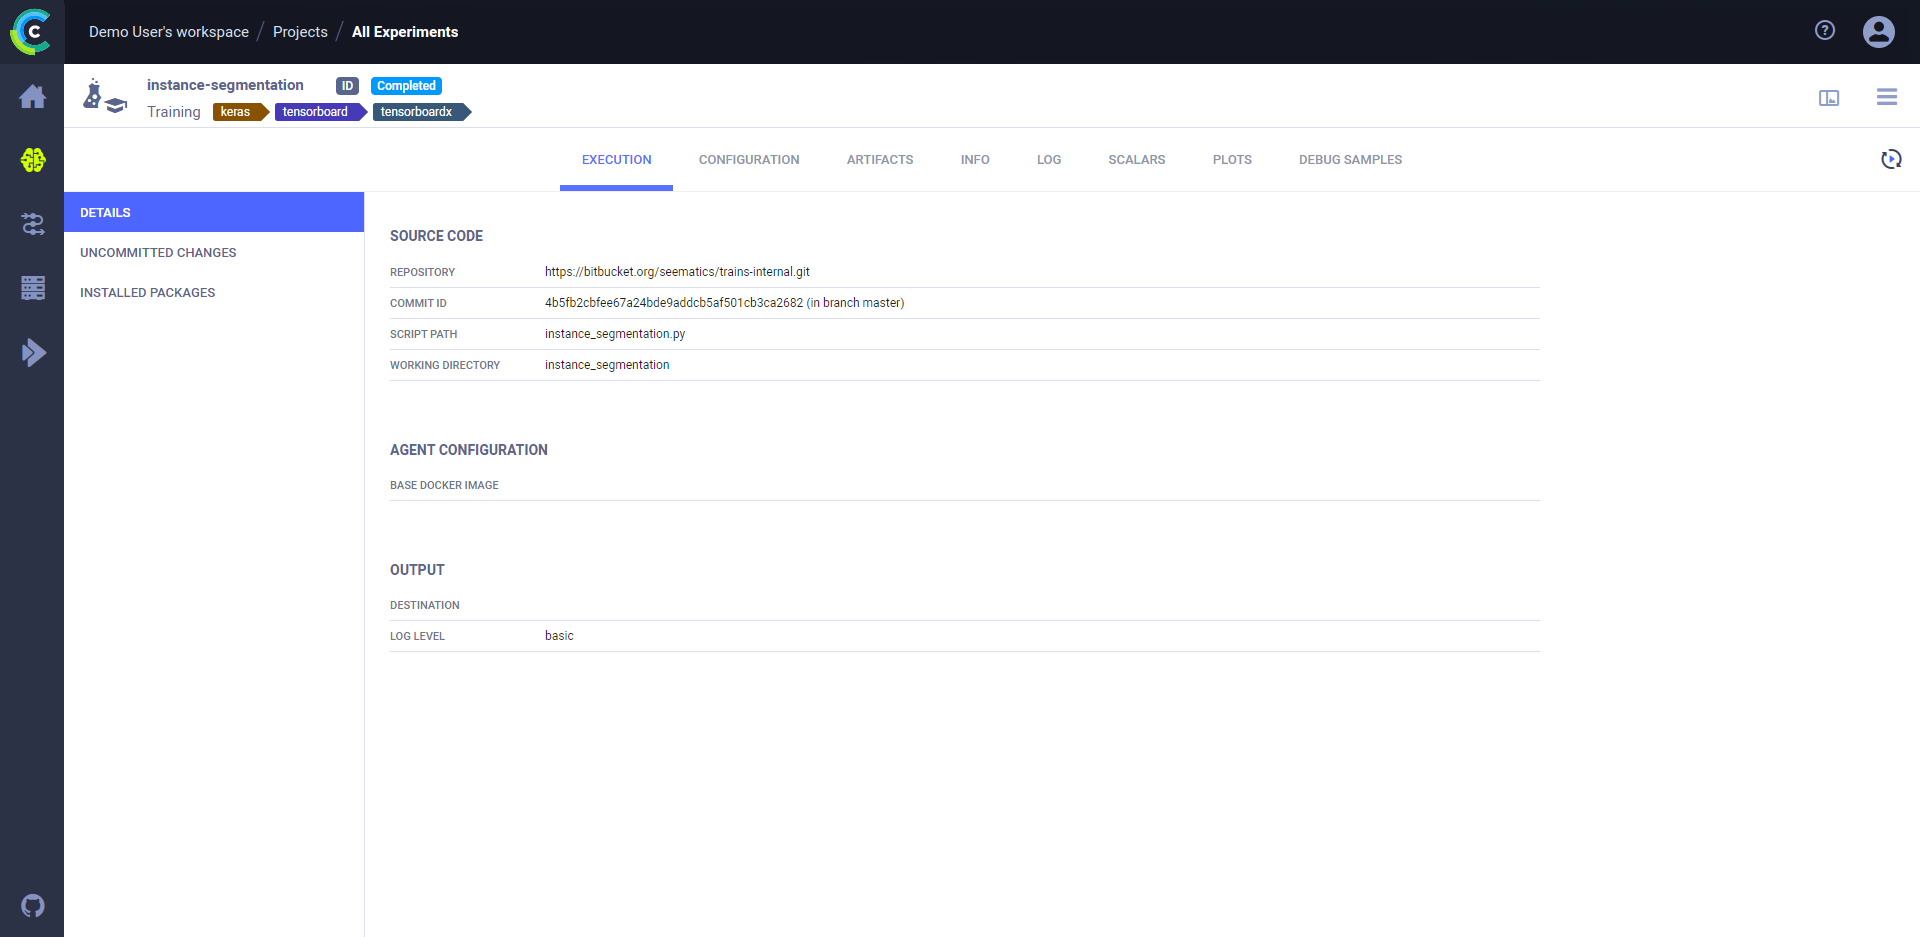 Demo User's workspace / Projects / All Experiments
instance-segmentation ID Completed
Training keras tensorboard tensorboardx
EXECUTION CONFIGURATION ARTIFACTS INFO LOG SCALARS PLOTS DEBUG SAMPLES
DETAILS
UNCOMMITTED CHANGES
INSTALLED PACKAGES
SOURCE CODE
REPOSITORY https://bitbucket.org/seematics/trains-internal.git
COMMIT ID 4b5fb2cbfee67a24bde9addcb5af501cb3ca2682 (in branch master)
SCRIPT PATH instance_segmentation.py
WORKING DIRECTORY instance_segmentation
AGENT CONFIGURATION
BASE DOCKER IMAGE
OUTPUT
DESTINATION
LOG LEVEL basic